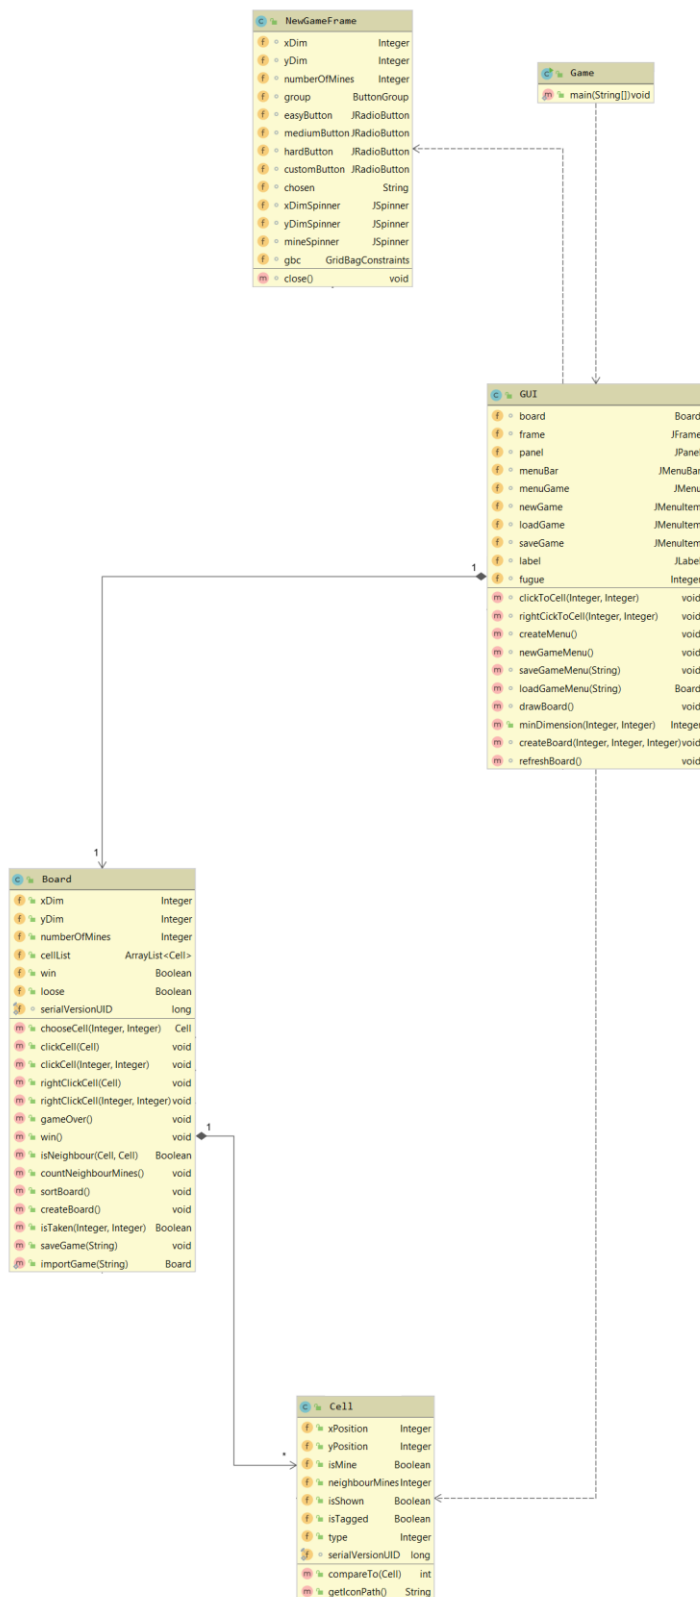 NewGameFrame
xDim Integer
yDim Integer
numberOfMines Integer
group ButtonGroup
easyButton JRadioButton
mediumButton JRadioButton
hardButton JRadioButton
customButton JRadioButton
chosen String
xDimSpinner JSpinner
yDimSpinner JSpinner
mineSpinner JSpinner
gbc GridBagConstraints
close() void
Game
main(String[]) void
GUI
board Board
frame JFrame
panel JPanel
menuBar JMenuBar
menuGame JMenu
newGame JMenuItem
loadGame JMenuItem
saveGame JMenuItem
label JLabel
fugue Integer
clickToCell(Integer, Integer) void
rightCickToCell(Integer, Integer) void
createMenu() void
newGameMenu() void
saveGameMenu(String) void
loadGameMenu(String) Board
drawBoard() void
minDimension(Integer, Integer) Integer
createBoard(Integer, Integer, Integer) void
refreshBoard() void
1
1
Board
xDim Integer
yDim Integer
numberOfMines Integer
cellList ArrayList<Cell>
win Boolean
loose Boolean
serialVersionUID long
chooseCell(Integer, Integer) Cell
clickCell(Cell) void
clickCell(Integer, Integer) void
rightClickCell(Cell) void
rightClickCell(Integer, Integer) void
gameOver() void
win() void
isNeighbour(Cell, Cell) Boolean
countNeighbourMines() void
sortBoard() void
createBoard() void
isTaken(Integer, Integer) Boolean
saveGame(String) void
importGame(String) Board
1
*
Cell
xPosition Integer
yPosition Integer
isMine Boolean
neighbourMines Integer
isShown Boolean
isTagged Boolean
type Integer
serialVersionUID long
compareTo(Cell) int
getIconPath() String